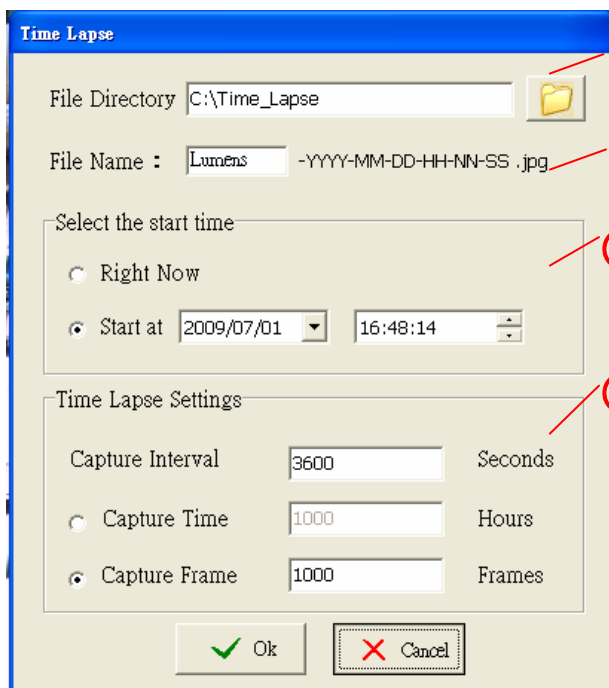 Time Lapse
File Directory C:\Time_Lapse
File Name : Lumens -YYYY-MM-DD-HH-NN-SS .jpg
Select the start time
Right Now
Start at 2009/07/01 16:48:14
Time Lapse Settings
Capture Interval 3600 Seconds
Capture Time 1000 Hours
Capture Frame 1000 Frames
Ok Cancel